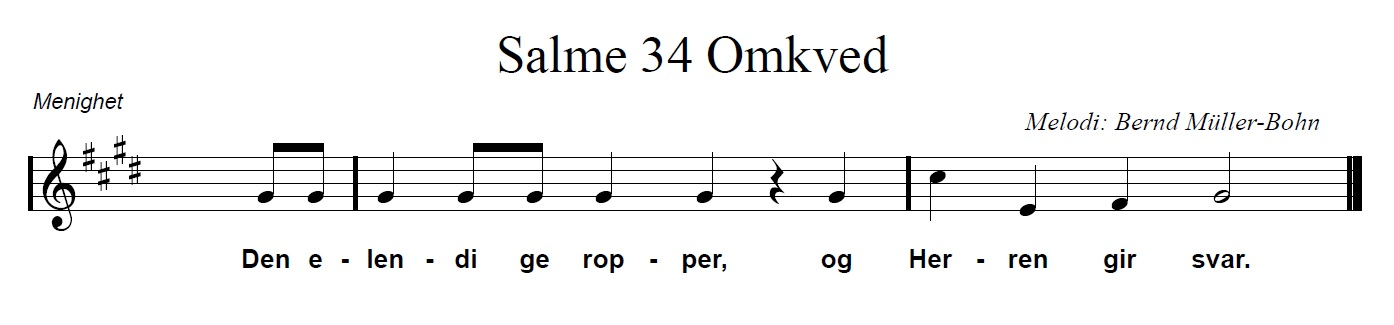 Salme 34 Omkved
Menighet
Melodi: Bernd Müller-Bohn
Den e - len - di ge rop - per, og Her - ren gir svar.